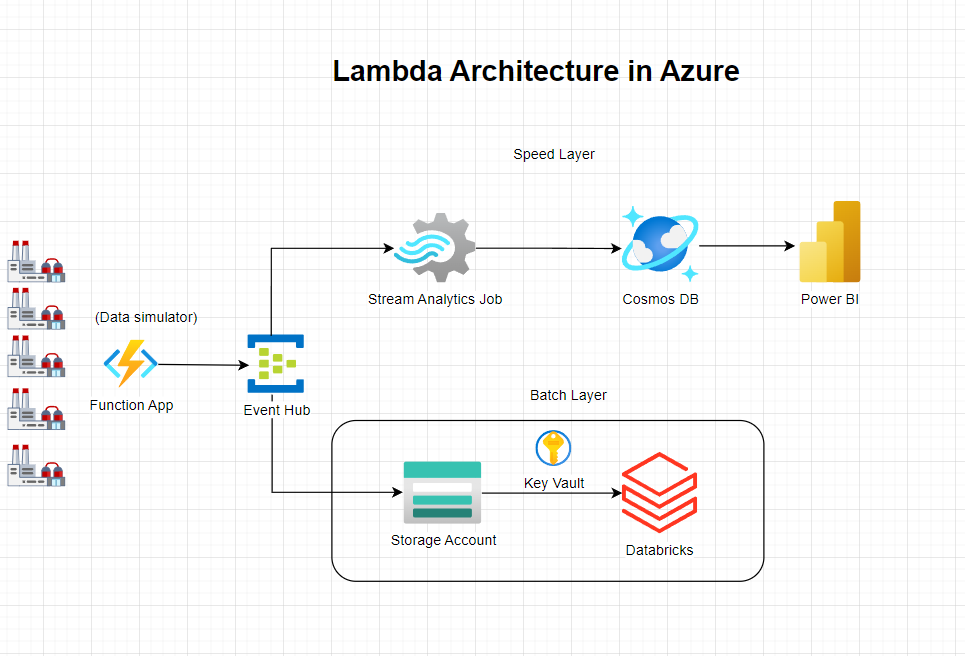 Lambda Architecture in Azure
Speed Layer
Stream Analytics Job
Cosmos DB
Power BI
(Data simulator)
Function App
Event Hub
Batch Layer
Key Vault
Storage Account
Databricks